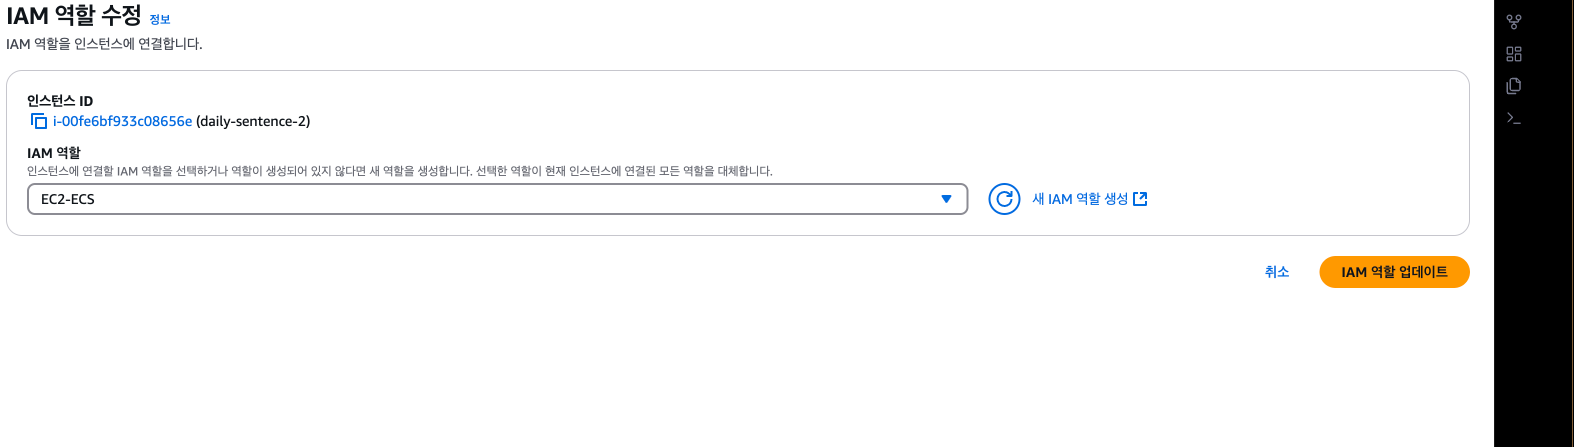 IAM 역할 수정 정보
IAM 역할을 인스턴스에 연결합니다.
인스턴스 ID
i-00fe6bf933c08656e (daily-sentence-2)
IAM 역할
인스턴스에 연결할 IAM 역할을 선택하거나 역할이 생성되어 있지 않다면 새 역할을 생성합니다. 선택한 역할이 현재 인스턴스에 연결된 모든 역할을 대체합니다.
EC2-ECS
새 IAM 역할 생성
취소
IAM 역할 업데이트